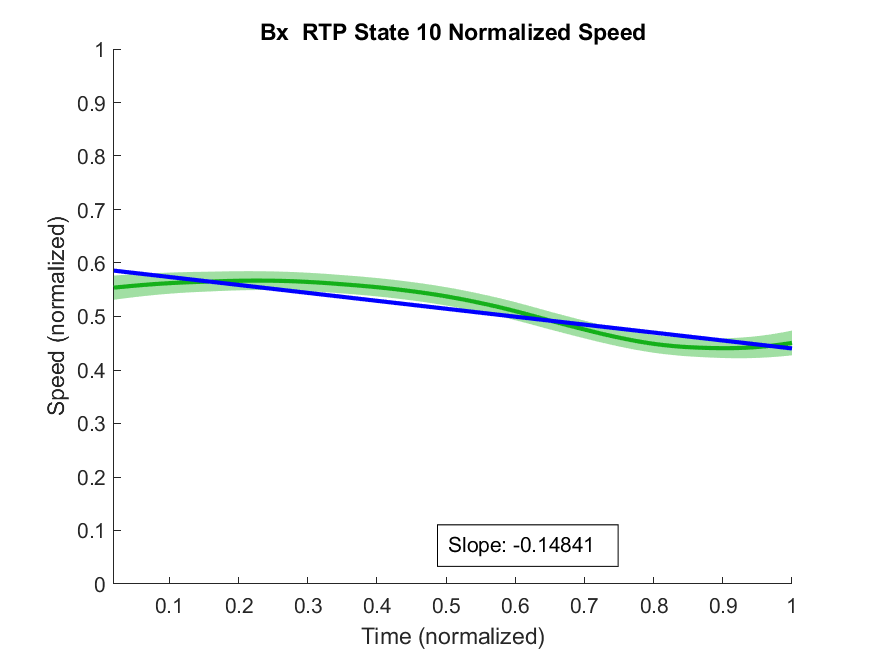 Bx  RTP State 10 Normalized Speed
1
0.9
0.8
0.7
0.6
0.5
0.4
0.3
0.2
0.1
0
Speed (normalized)
Slope: -0.14841
0.1 0.2 0.3 0.4 0.5 0.6 0.7 0.8 0.9 1
Time (normalized)